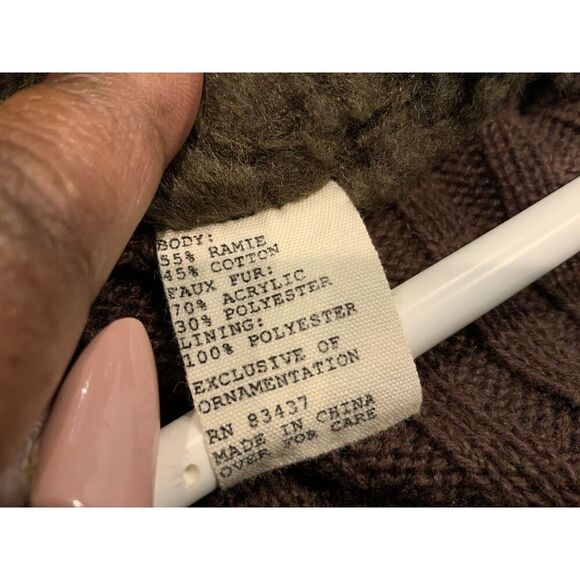 BODY:
55% RAMIE
45% COTTON
FAUX FUR:
70% ACRYLIC
30% POLYESTER
LINING:
100% POLYESTER
EXCLUSIVE OF
ORNAMENTATION
RN 83437
MADE IN CHINA
OVER FOR CARE